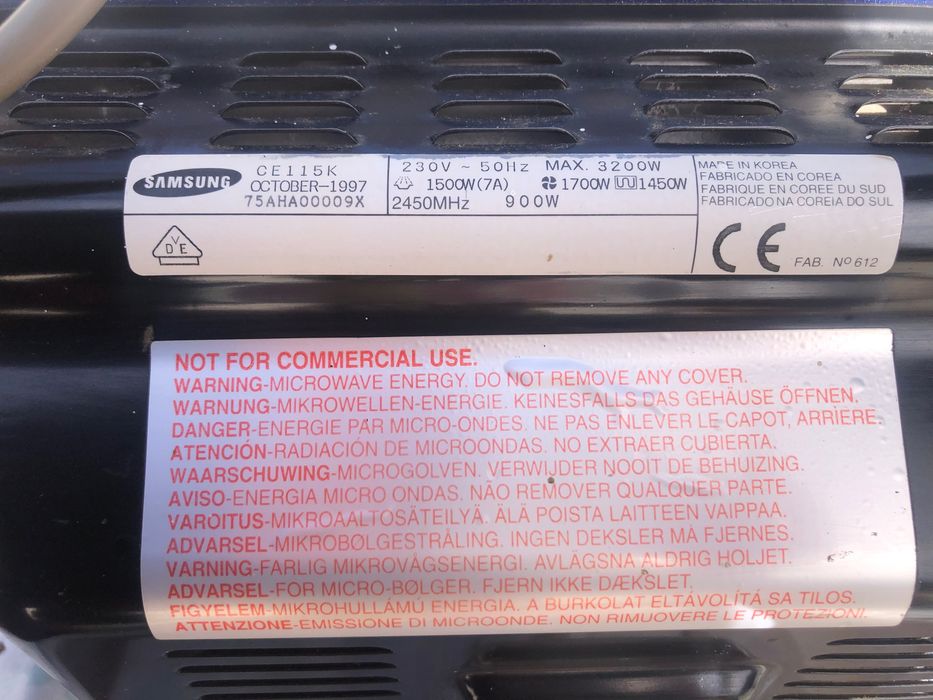 SAMSUNG
CE115K
OCTOBER-1997
75AHA00009X
230V ~ 50Hz MAX. 3200W
1500W(7A) 1700W 1450W
2450MHz 900W
MADE IN KOREA
FABRICADO EN COREA
FABRIQUE EN COREE DU SUD
FABRICADO NA COREIA DO SUL
DVE
CE
FAB. Nº 612
NOT FOR COMMERCIAL USE.
WARNING-MICROWAVE ENERGY. DO NOT REMOVE ANY COVER.
WARNUNG-MIKROWELLEN-ENERGIE. KEINESFALLS DAS GEHÄUSE ÖFFNEN.
DANGER-ENERGIE PAR MICRO-ONDES. NE PAS ENLEVER LE CAPOT, ARRIERE.
ATENCIÓN-RADIACIÓN DE MICROONDAS. NO EXTRAER CUBIERTA.
WAARSCHUWING-MICROGOLVEN. VERWIJDER NOOIT DE BEHUIZING.
AVISO-ENERGIA MICRO ONDAS. NÃO REMOVER QUALQUER PARTE.
VAROITUS-MIKROAALTOSÄTEILYÄ. ÄLÄ POISTA LAITTEEN VAIPPAA.
ADVARSEL-MIKROBØLGESTRÅLING. INGEN DEKSLER MÅ FJERNES.
VARNING-FARLIG MIKROVÅGSENERGI. AVLÄGSNA ALDRIG HOLJET.
ADVARSEL-FOR MICRO-BØLGER. FJERN IKKE DÆKSLET.
FIGYELEM-MIKROHULLÁMÚ ENERGIA. A BURKOLAT ELTÁVOLÍTÁ SA TILOS.
ATTENZIONE-EMISSIONE DI MICROONDE. NON RIMUOVERE LE PROTEZIONI.